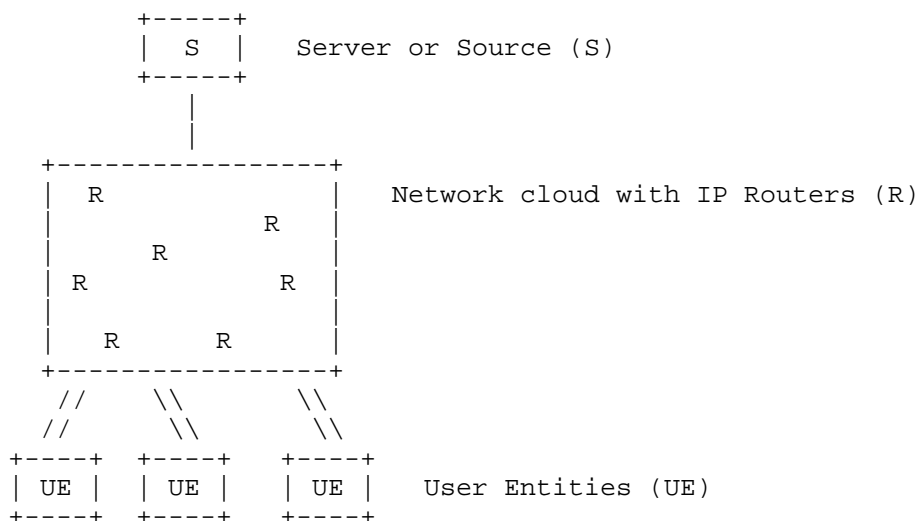 S Server or Source (S)
R Network cloud with IP Routers (R)
R
R
R R
R R
UE UE UE User Entities (UE)